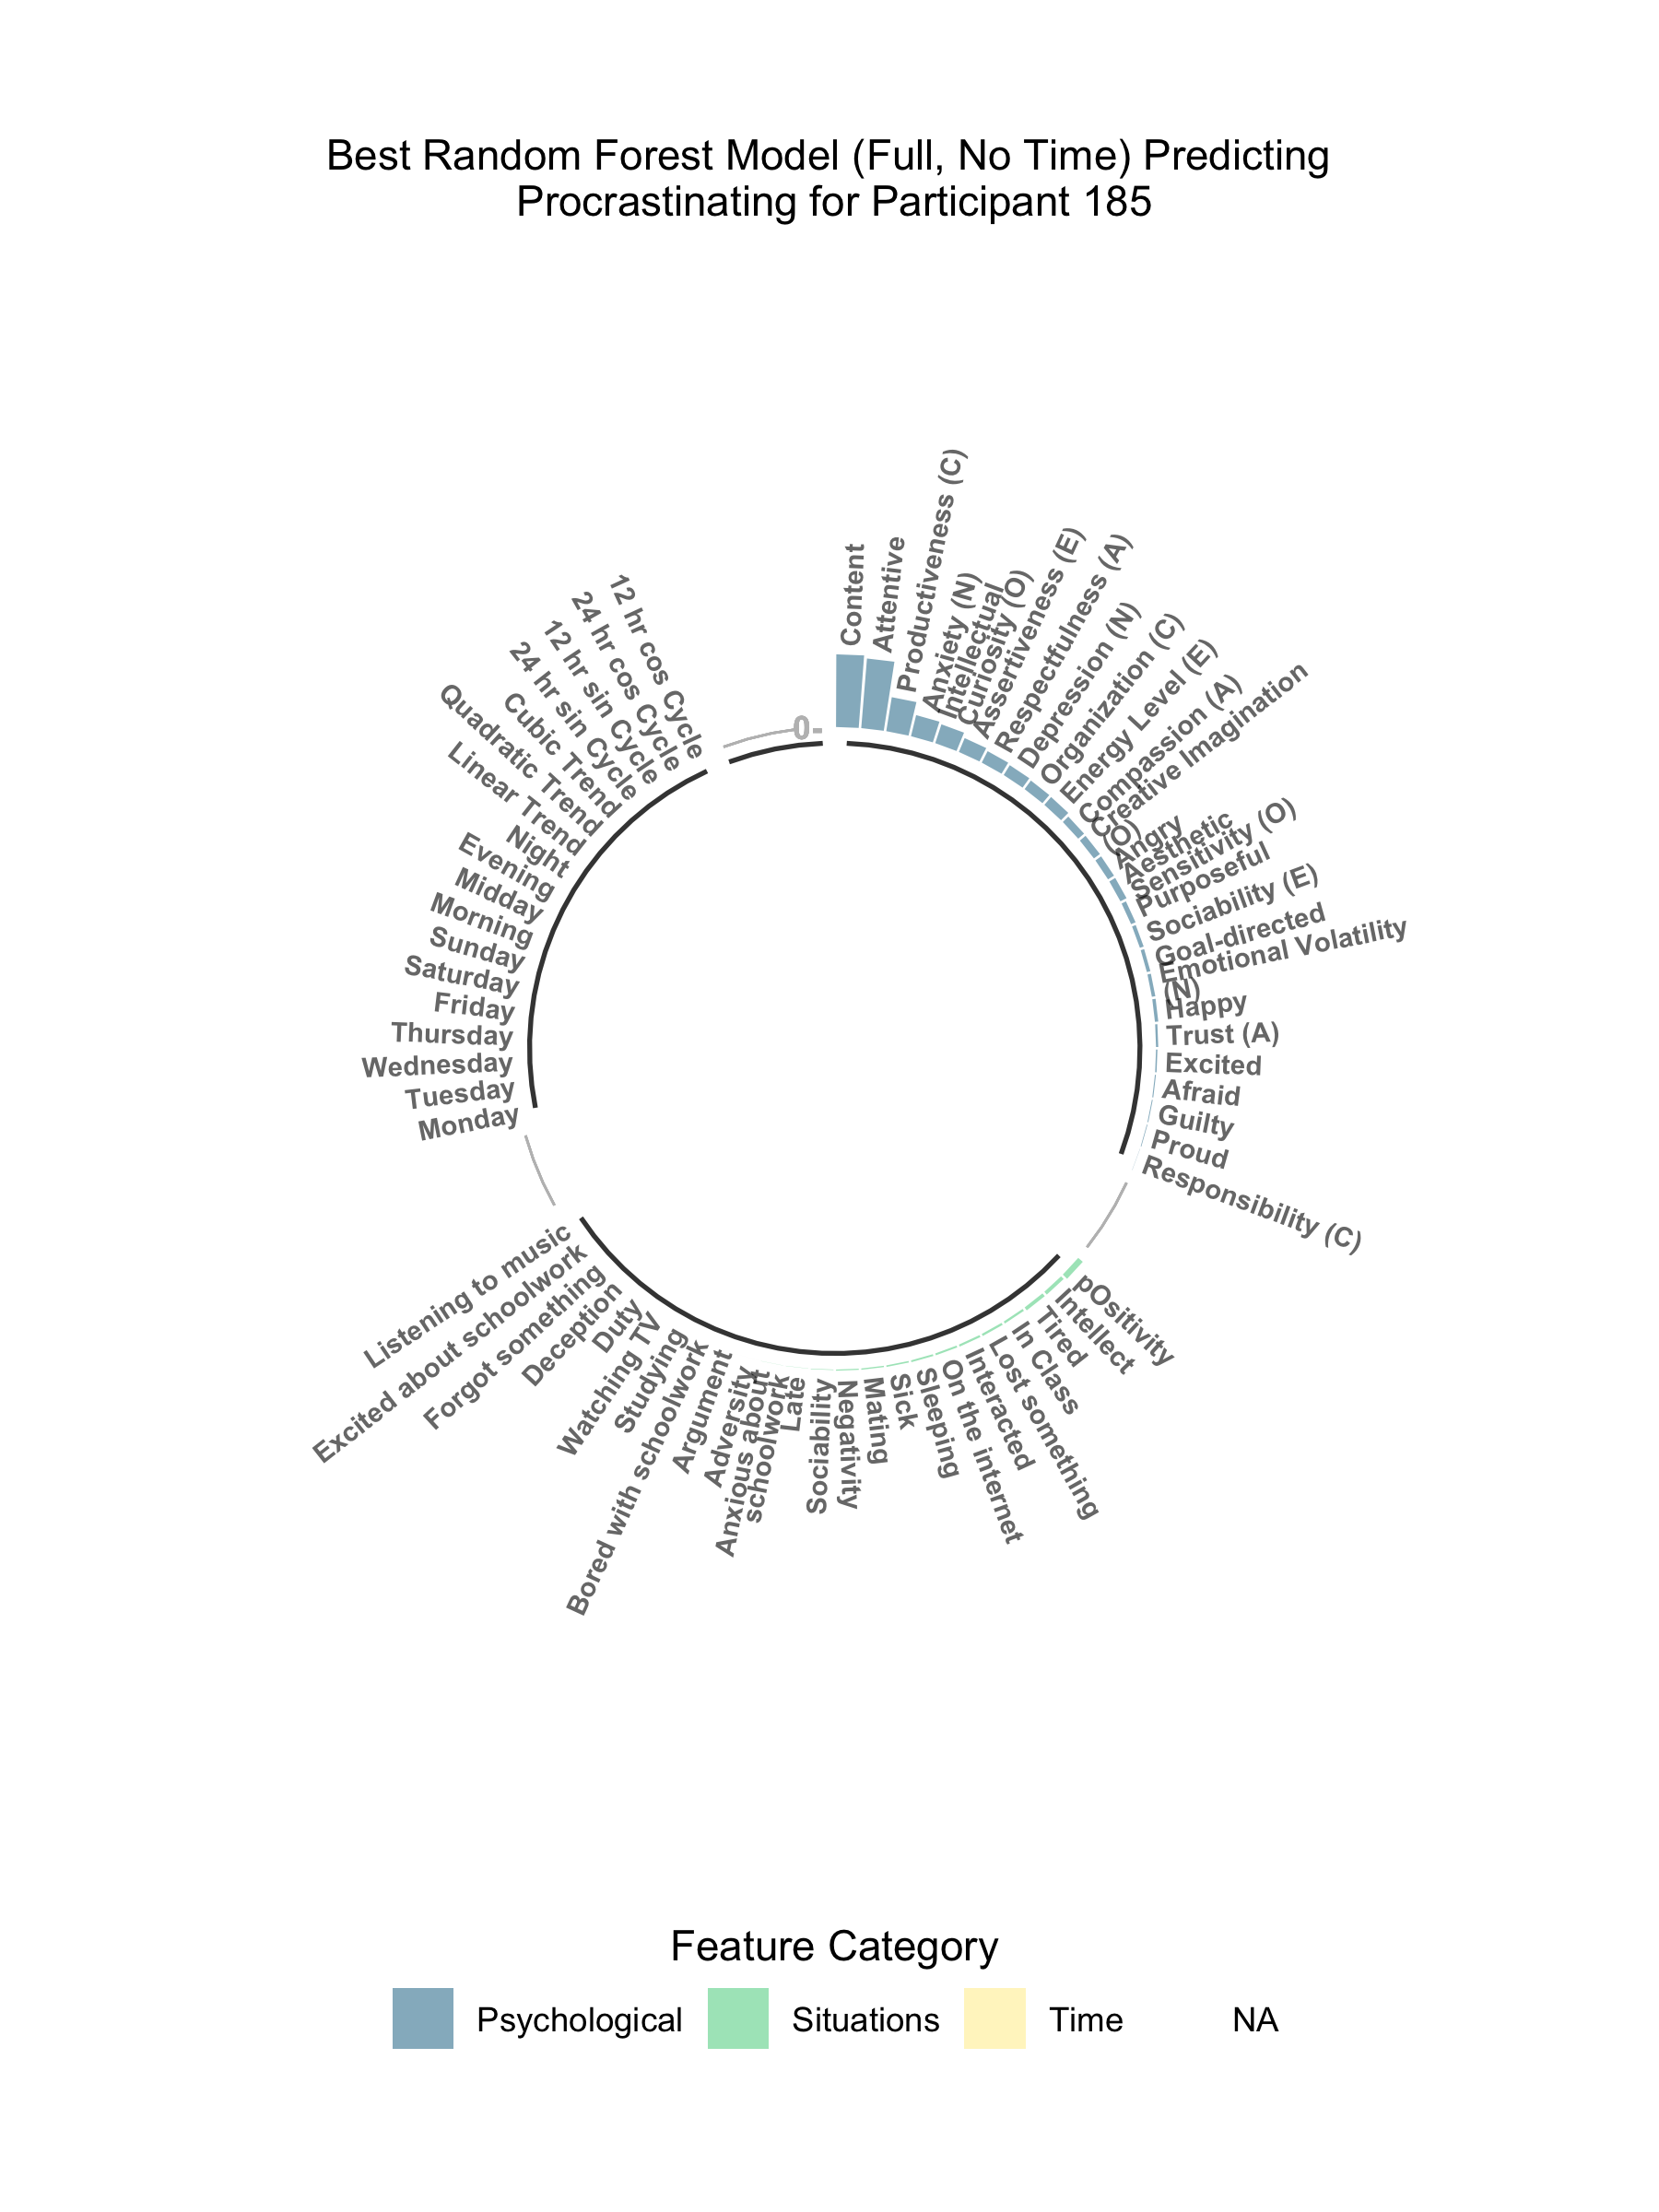 Best Random Forest Model (Full, No Time) Predicting
Procrastinating for Participant 185
0-
Content
Attentive
Productiveness (C)
Anxiety (N)
Intellectual
Curiosity (O)
Assertiveness (E)
Respectfulness (A)
Depression (N)
Organization (C)
Energy Level (E)
Compassion (A)
Creative Imagination
(O)
Angry
Aesthetic
Sensitivity (O)
Purposeful
Sociability (E)
Goal-directed
Emotional Volatility
(N)
Happy
Trust (A)
Excited
Afraid
Guilty
Proud
Responsibility (C)
pOsitivity
Intellect
Tired
In Class
Lost something
Interacted
On the internet
Sleeping
Sick
Mating
Negativity
Sociability
Late
Anxious about
schoolwork
Adversity
Argument
Bored with schoolwork
Studying
Watching TV
Duty
Deception
Forgot something
Excited about schoolwork
Listening to music
Monday
Tuesday
Wednesday
Thursday
Friday
Saturday
Sunday
Morning
Midday
Evening
Night
Linear Trend
Quadratic Trend
Cubic Trend
24 hr sin Cycle
12 hr sin Cycle
24 hr cos Cycle
12 hr cos Cycle
Feature Category
Psychological
Situations
Time
NA